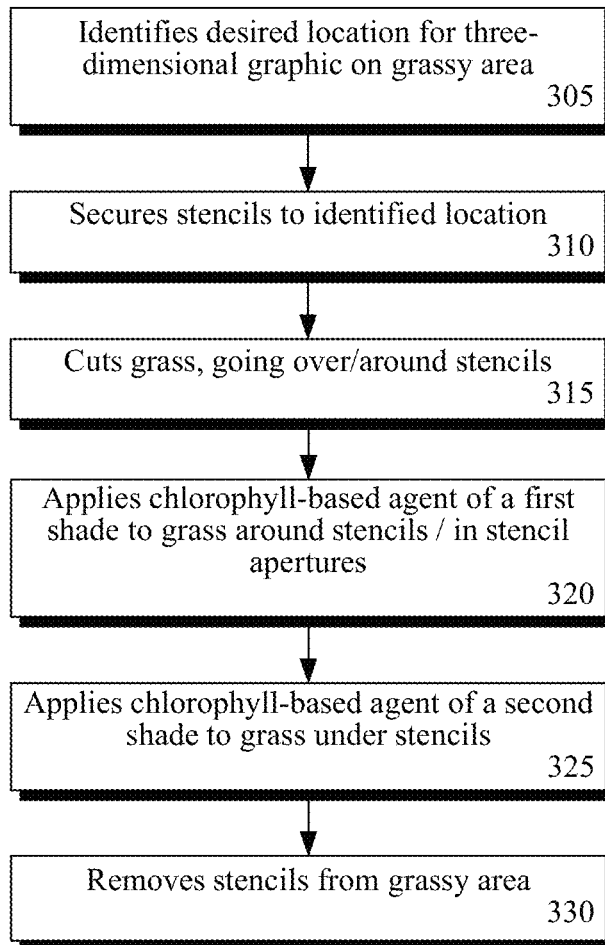 Identifies desired location for three-
dimensional graphic on grassy area
305
Secures stencils to identified location
310
Cuts grass, going over/around stencils
315
Applies chlorophyll-based agent of a first
shade to grass around stencils / in stencil
apertures
320
Applies chlorophyll-based agent of a second
shade to grass under stencils
325
Removes stencils from grassy area
330